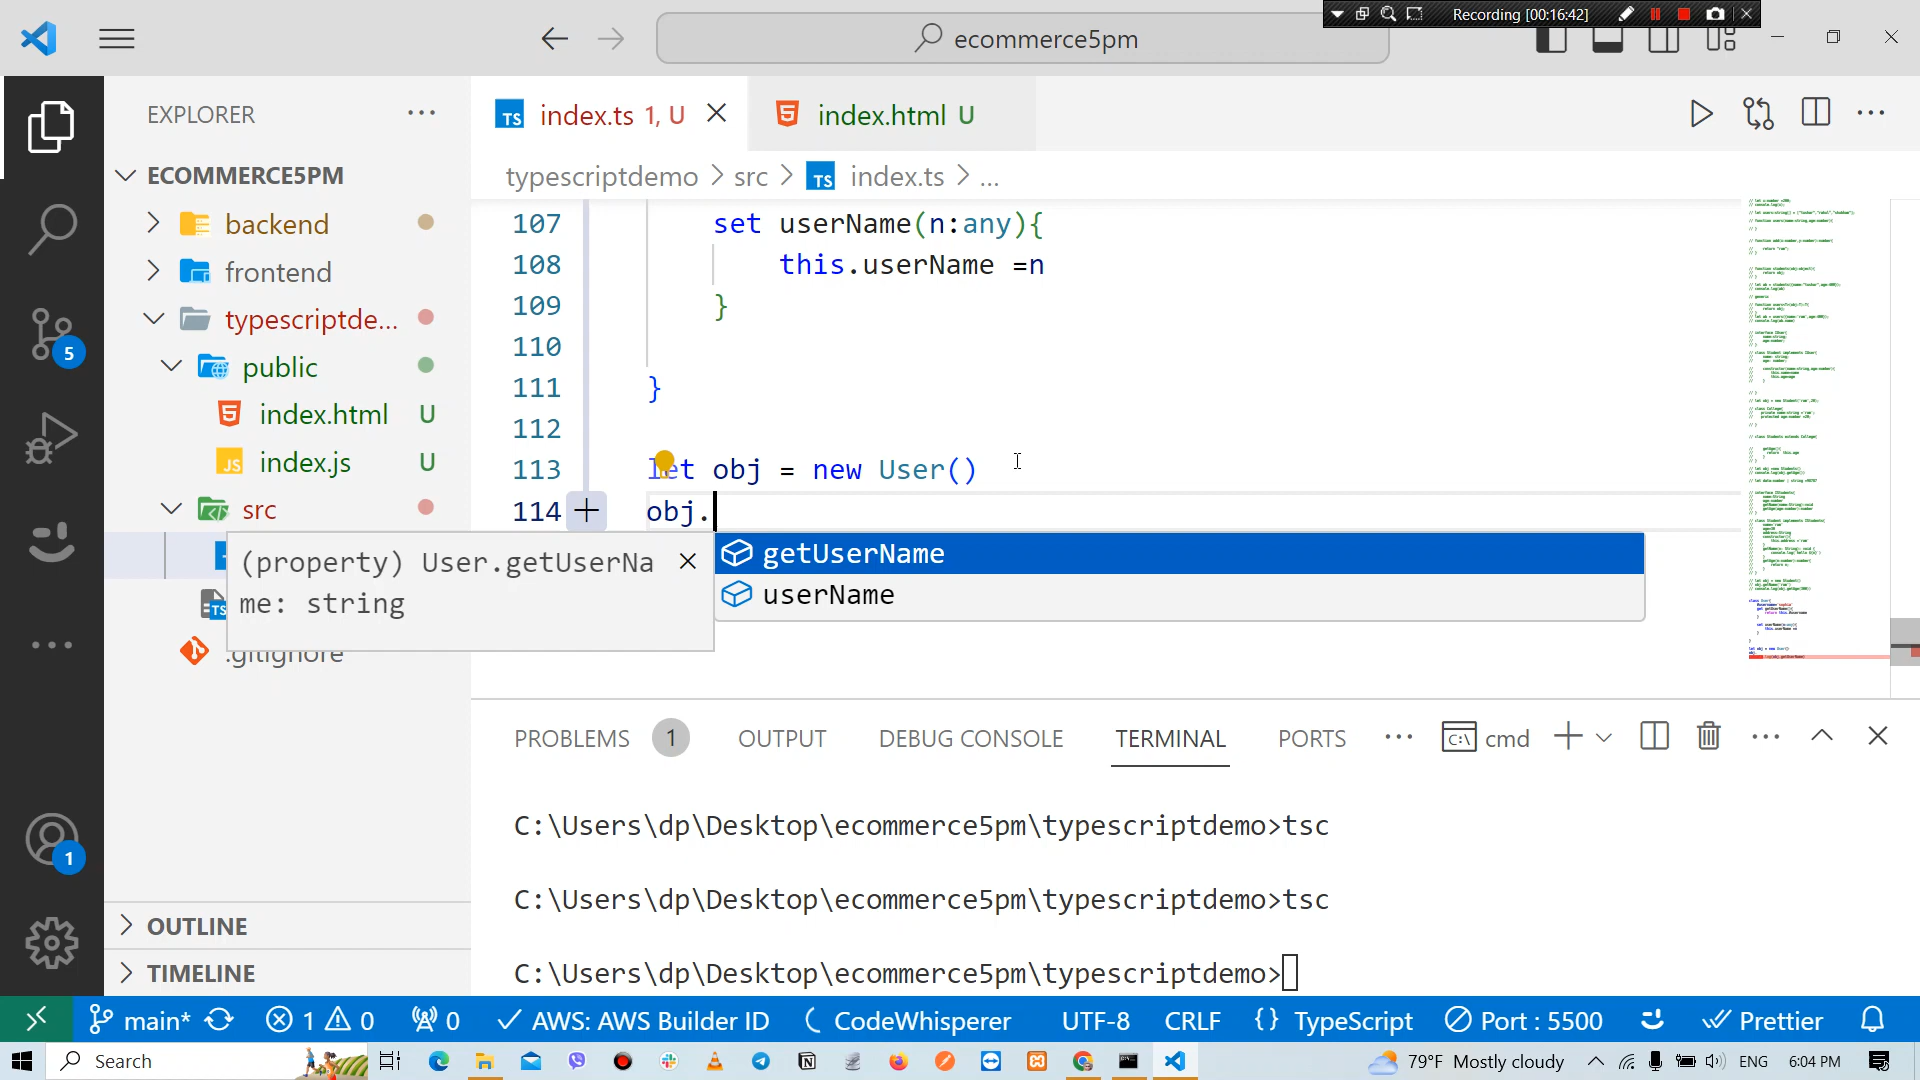 Recording [00:16:42]
ecommerce5pm
EXPLORER
ECOMMERCE5PM
backend
frontend
typescriptde...
public
index.html U
index.js U
src
.gitignore
OUTLINE
TIMELINE
index.ts 1, U
index.html U
typescriptdemo > src > TS index.ts > ...
107 set userName(n:any){
108 this.userName =n
109 }
110
111 }
112
113 let obj = new User()
114 obj.
(property) User.getUserNa
me: string
getUserName
userName
PROBLEMS 1 OUTPUT DEBUG CONSOLE TERMINAL PORTS ... cmd
C:\Users\dp\Desktop\ecommerce5pm\typescriptdemo>tsc
C:\Users\dp\Desktop\ecommerce5pm\typescriptdemo>tsc
C:\Users\dp\Desktop\ecommerce5pm\typescriptdemo>
5
1
main* 1 0 0 AWS: AWS Builder ID CodeWhisperer UTF-8 CRLF {} TypeScript Port : 5500 Prettier
Search 79°F Mostly cloudy ENG 6:04 PM